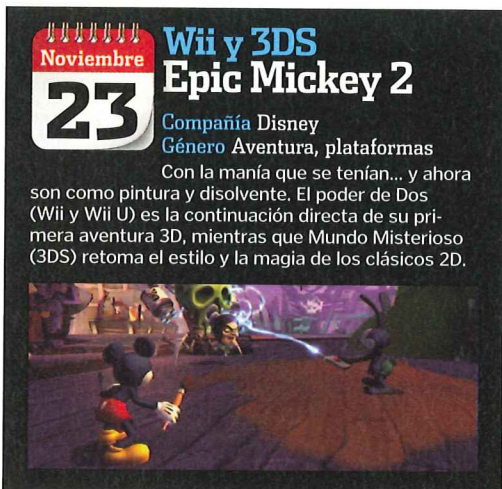 Noviembre
23
Wii y 3DS
Epic Mickey 2
Compañía Disney
Género Aventura, plataformas
Con la manía que se tenían... y ahora
son como pintura y disolvente. El poder de Dos
(Wii y Wii U) es la continuación directa de su pri-
mera aventura 3D, mientras que Mundo Misterioso
(3DS) retoma el estilo y la magia de los clásicos 2D.